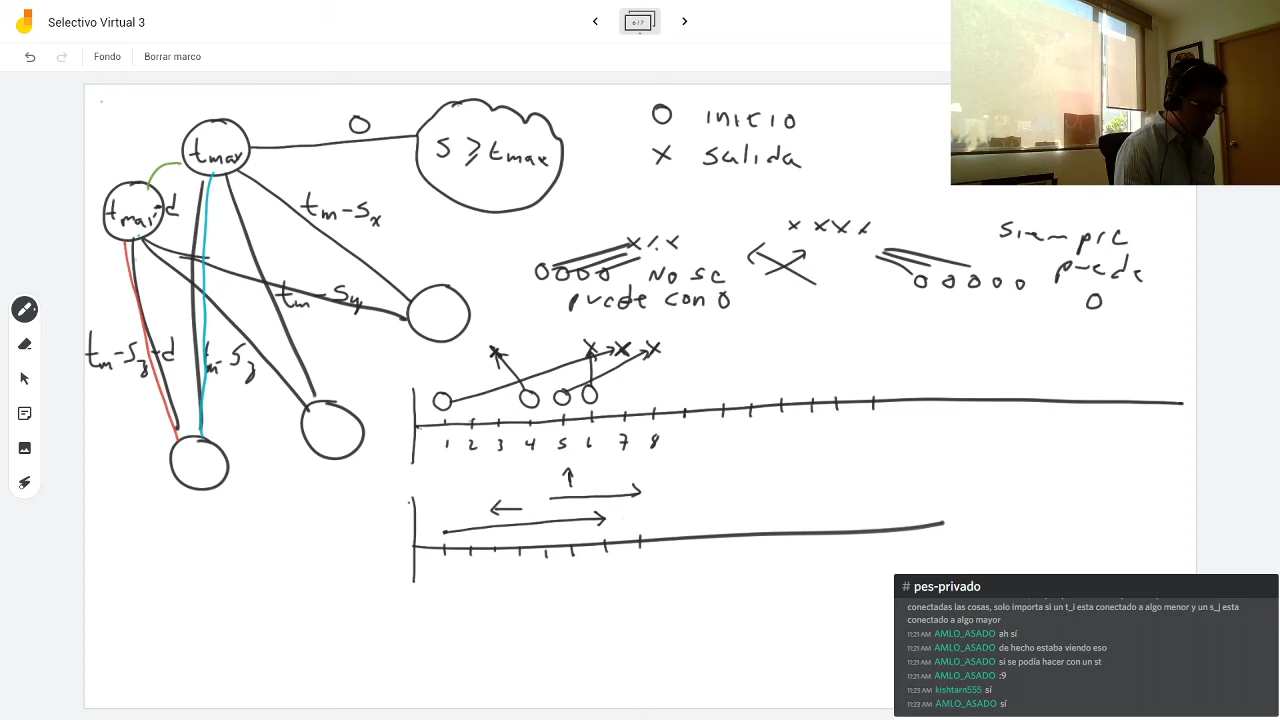 Selectivo Virtual 3
6 / 7
Fondo
Borrar marco
tmax
O
S ≥ tmax
O inicio
x salida
tmax-d
tm-Sx
tm-Sy
tm-Sz-d
tm-Sz
x x x
O O O O No se
puede con O
x x x x
O O O O O
siempre
puede
O
1 2 3 4 5 6 7 8
# pes-privado
conectadas las cosas, solo importa si un t_i esta conectado a algo menor y un s_j esta
conectado a algo mayor
11:21 AM AMLO_ASADO ah sí
11:21 AM AMLO_ASADO de hecho estaba viendo eso
11:21 AM AMLO_ASADO si se podía hacer con un st
11:21 AM AMLO_ASADO :9
11:23 AM kishtarn555 sí
11:23 AM AMLO_ASADO sí